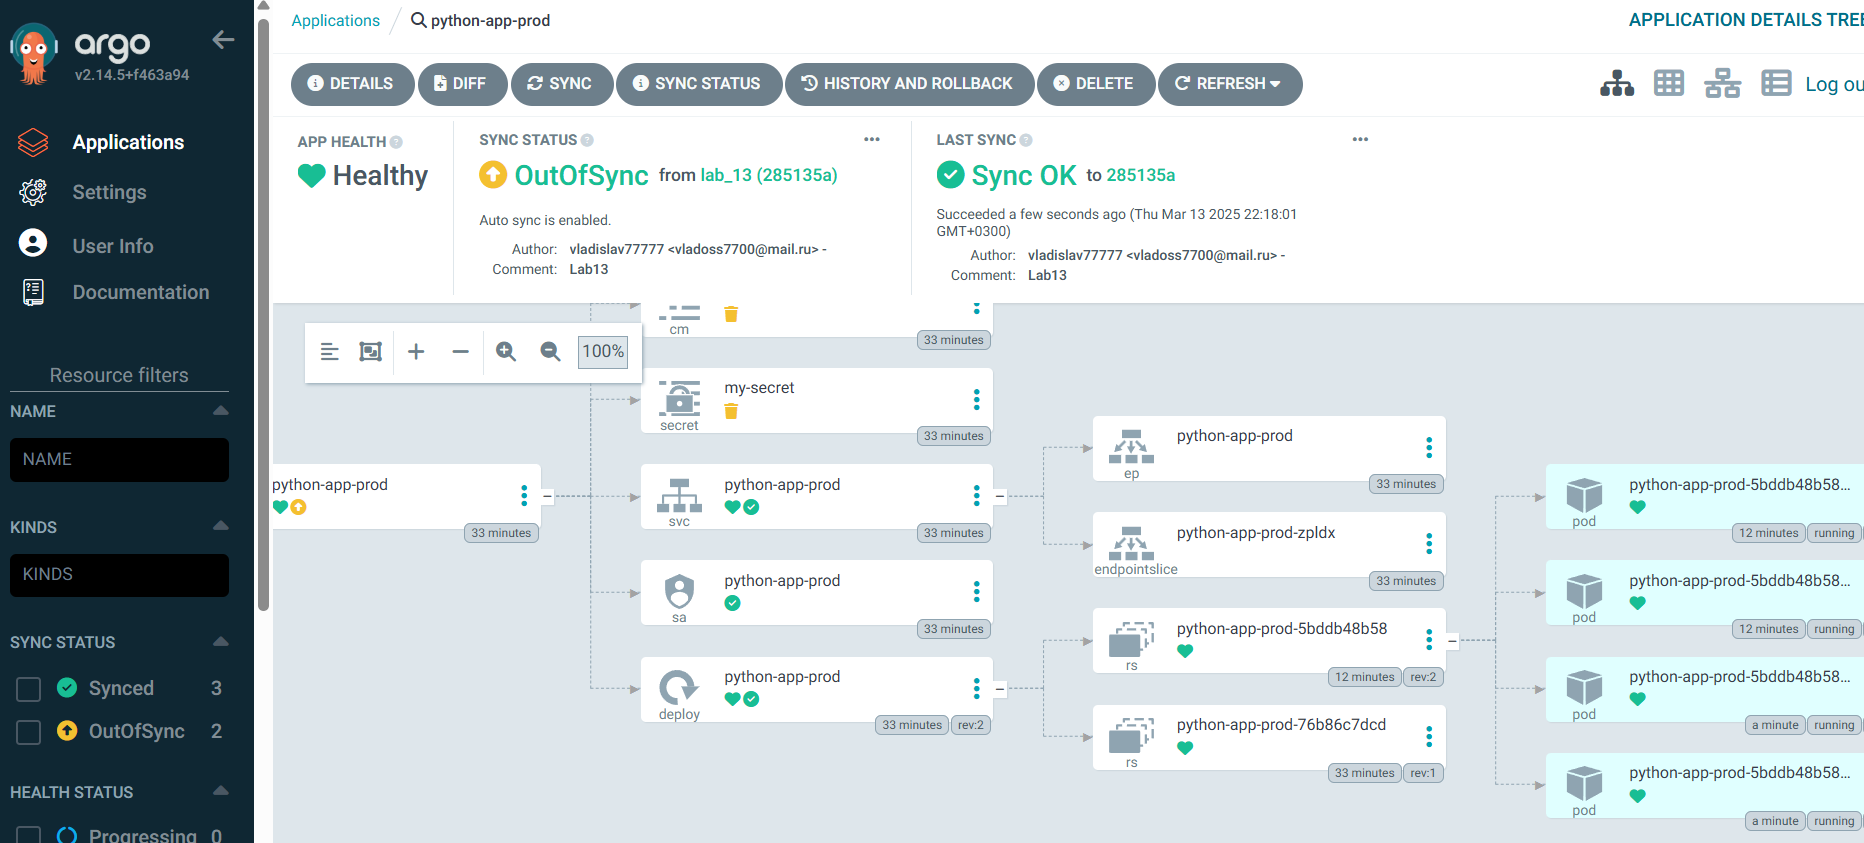 argo
v2.14.5+f463a94
Applications
Settings
User Info
Documentation
Resource filters
NAME
NAME
KINDS
KINDS
SYNC STATUS
Synced 3
OutOfSync 2
HEALTH STATUS
Progressing 0
Applications / python-app-prod
APPLICATION DETAILS TREE
DETAILS DIFF SYNC SYNC STATUS HISTORY AND ROLLBACK DELETE REFRESH
Log ou
APP HEALTH
Healthy
SYNC STATUS
OutOfSync from lab_13 (285135a)
Auto sync is enabled.
Author: vladislav77777 <vladoss7700@mail.ru> -
Comment: Lab13
LAST SYNC
Sync OK to 285135a
Succeeded a few seconds ago (Thu Mar 13 2025 22:18:01
GMT+0300)
Author: vladislav77777 <vladoss7700@mail.ru> -
Comment: Lab13
100%
python-app-prod
33 minutes
cm
33 minutes
my-secret
secret
33 minutes
python-app-prod
svc
33 minutes
python-app-prod
sa
33 minutes
python-app-prod
deploy
33 minutes rev:2
python-app-prod
ep
33 minutes
python-app-prod-zpldx
endpointslice
33 minutes
python-app-prod-5bddb48b58
rs
12 minutes rev:2
python-app-prod-76b86c7dcd
rs
33 minutes rev:1
python-app-prod-5bddb48b58...
pod
12 minutes running
python-app-prod-5bddb48b58...
pod
12 minutes running
python-app-prod-5bddb48b58...
pod
a minute running
python-app-prod-5bddb48b58...
pod
a minute running